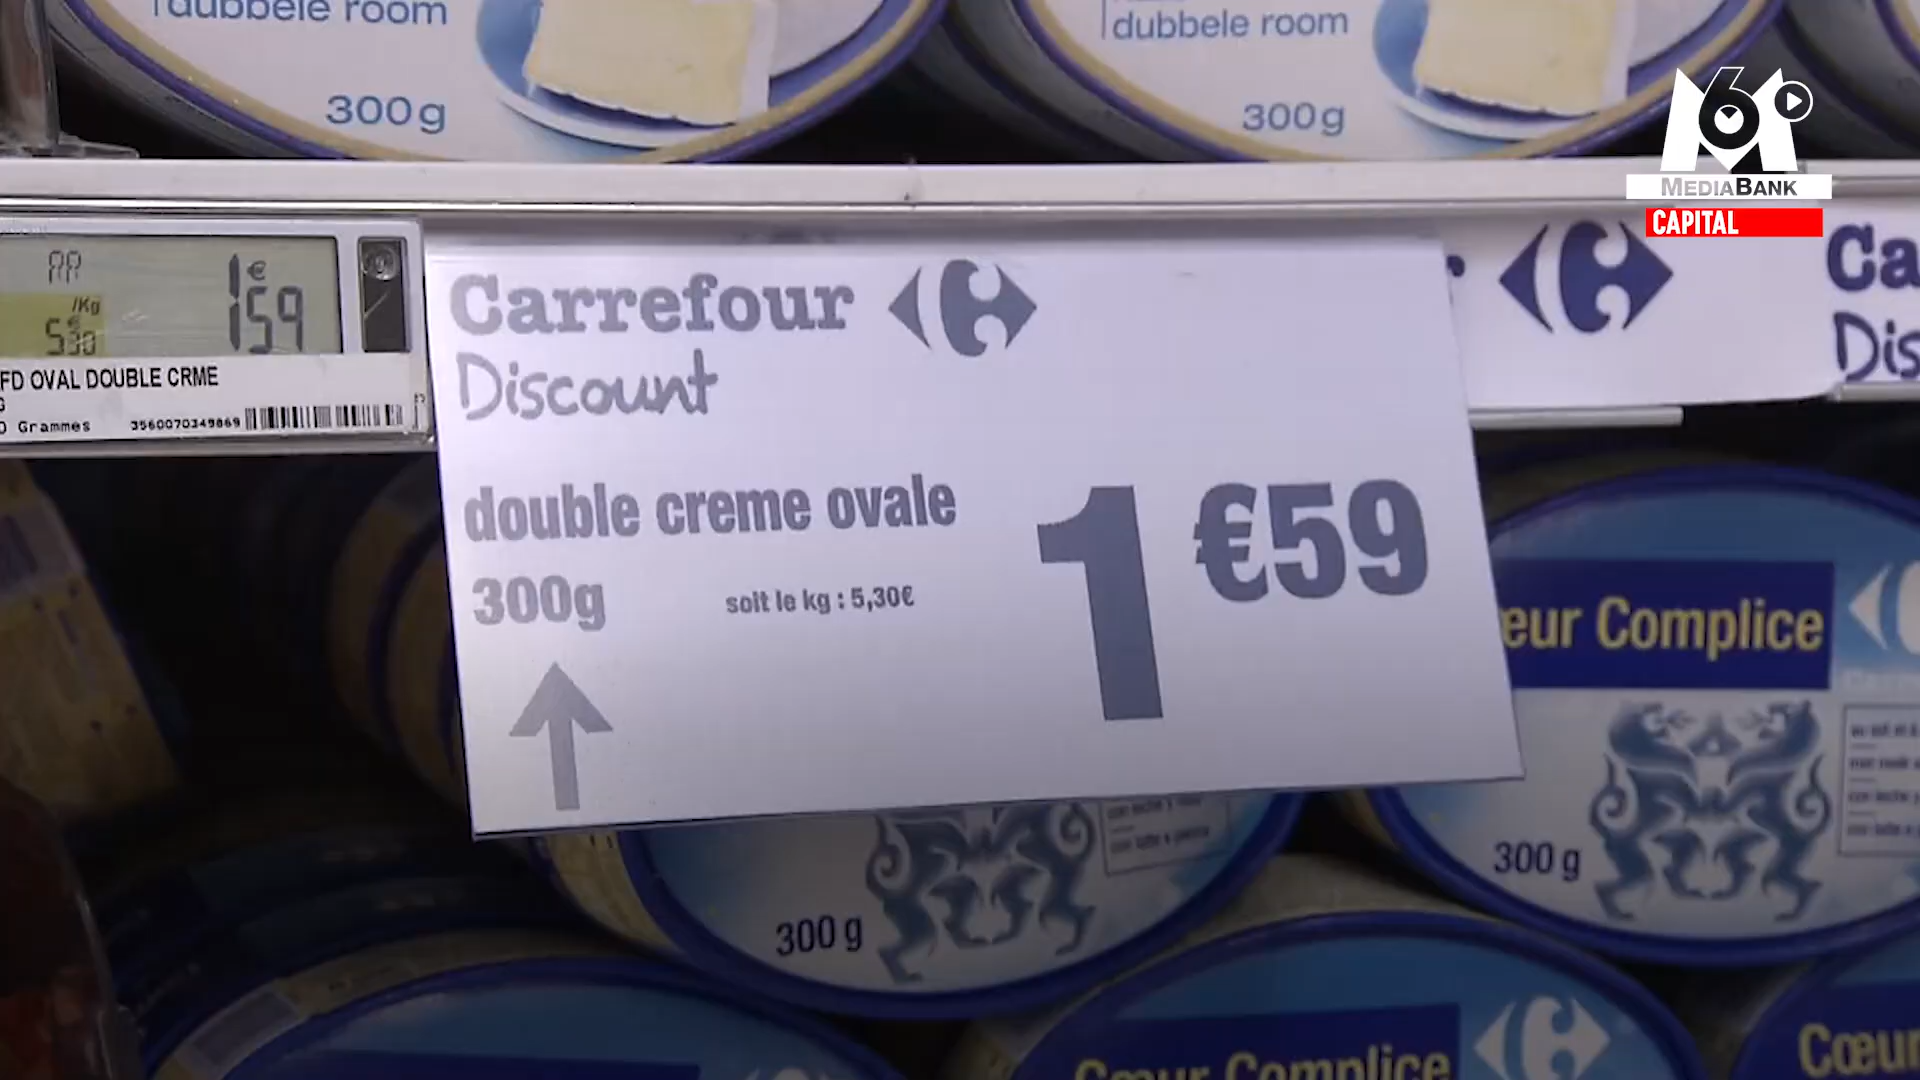 dubbele room
300g
dubbele room
300g
M6
MEDIABANK
CAPITAL
1€59
/Kg
5€30
FD OVAL DOUBLE CRME
Grammes 3560070349869
Carrefour
Discount
double creme ovale
300g
soit le kg : 5,30€
1€59
Ca
Dis
eur Complice
300 g
300 g
Cœur Complice
Cœur